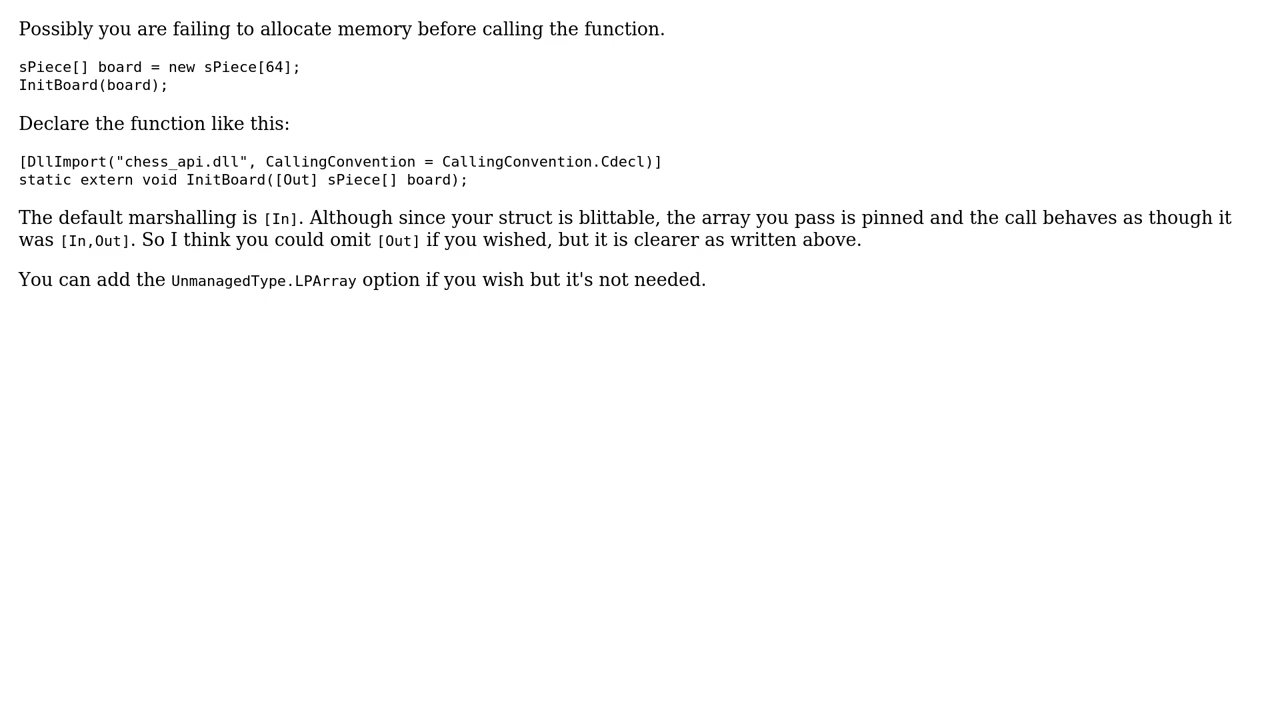 Possibly you are failing to allocate memory before calling the function.
sPiece[] board = new sPiece[64];
InitBoard(board);
Declare the function like this:
[DllImport("chess_api.dll", CallingConvention = CallingConvention.Cdecl)]
static extern void InitBoard([Out] sPiece[] board);
The default marshalling is [In]. Although since your struct is blittable, the array you pass is pinned and the call behaves as though it
was [In,Out]. So I think you could omit [Out] if you wished, but it is clearer as written above.
You can add the UnmanagedType.LPArray option if you wish but it's not needed.